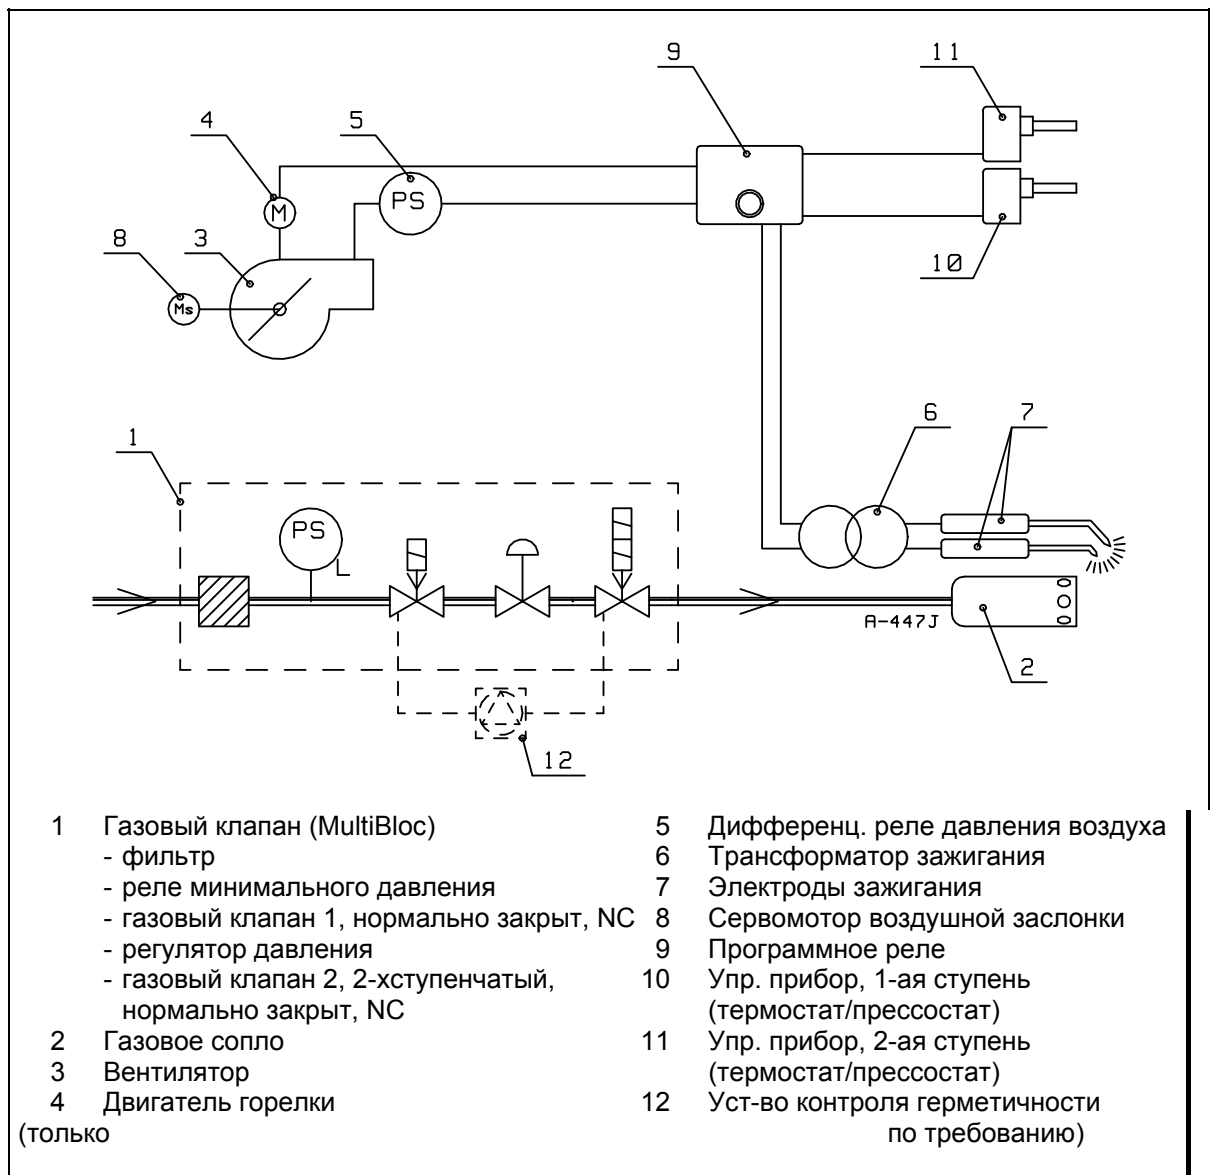 9
11
4
5
PS
M
8
3
10
Ms
6
7
1
PS
A-447J
2
12
1 Газовый клапан (MultiBloc)
- фильтр
- реле минимального давления
- газовый клапан 1, нормально закрыт, NC
- регулятор давления
- газовый клапан 2, 2-хступенчатый,
нормально закрыт, NC
2 Газовое сопло
3 Вентилятор
4 Двигатель горелки
(только
5 Дифференц. реле давления воздуха
6 Трансформатор зажигания
7 Электроды зажигания
8 Сервомотор воздушной заслонки
9 Программное реле
10 Упр. прибор, 1-ая ступень
(термостат/прессостат)
11 Упр. прибор, 2-ая ступень
(термостат/прессостат)
12 Уст-во контроля герметичности
по требованию)